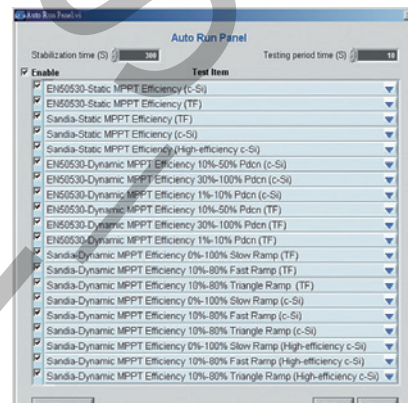 Auto Run Panel.vi
Auto Run Panel
Stabilization time (S) 300 Testing period time (S) 10
Enable Test Item
EN50530-Static MPPT Efficiency (c-Si)
EN50530-Static MPPT Efficiency (TF)
Sandia-Static MPPT Efficiency (TF)
Sandia-Static MPPT Efficiency (c-Si)
Sandia-Static MPPT Efficiency (High-efficiency c-Si)
EN50530-Dynamic MPPT Efficiency 10%-50% Pdcn (c-Si)
EN50530-Dynamic MPPT Efficiency 30%-100% Pdcn (c-Si)
EN50530-Dynamic MPPT Efficiency 1%-10% Pdcn (c-Si)
EN50530-Dynamic MPPT Efficiency 10%-50% Pdcn (TF)
EN50530-Dynamic MPPT Efficiency 30%-100% Pdcn (TF)
EN50530-Dynamic MPPT Efficiency 1%-10% Pdcn (TF)
Sandia-Dynamic MPPT Efficiency 0%-100% Slow Ramp (TF)
Sandia-Dynamic MPPT Efficiency 10%-80% Fast Ramp (TF)
Sandia-Dynamic MPPT Efficiency 10%-80% Triangle Ramp (TF)
Sandia-Dynamic MPPT Efficiency 0%-100% Slow Ramp (c-Si)
Sandia-Dynamic MPPT Efficiency 10%-80% Fast Ramp (c-Si)
Sandia-Dynamic MPPT Efficiency 10%-80% Triangle Ramp (c-Si)
Sandia-Dynamic MPPT Efficiency 0%-100% Slow Ramp (High-efficiency c-Si)
Sandia-Dynamic MPPT Efficiency 10%-80% Fast Ramp (High-efficiency c-Si)
Sandia-Dynamic MPPT Efficiency 10%-80% Triangle Ramp (High-efficiency c-Si)